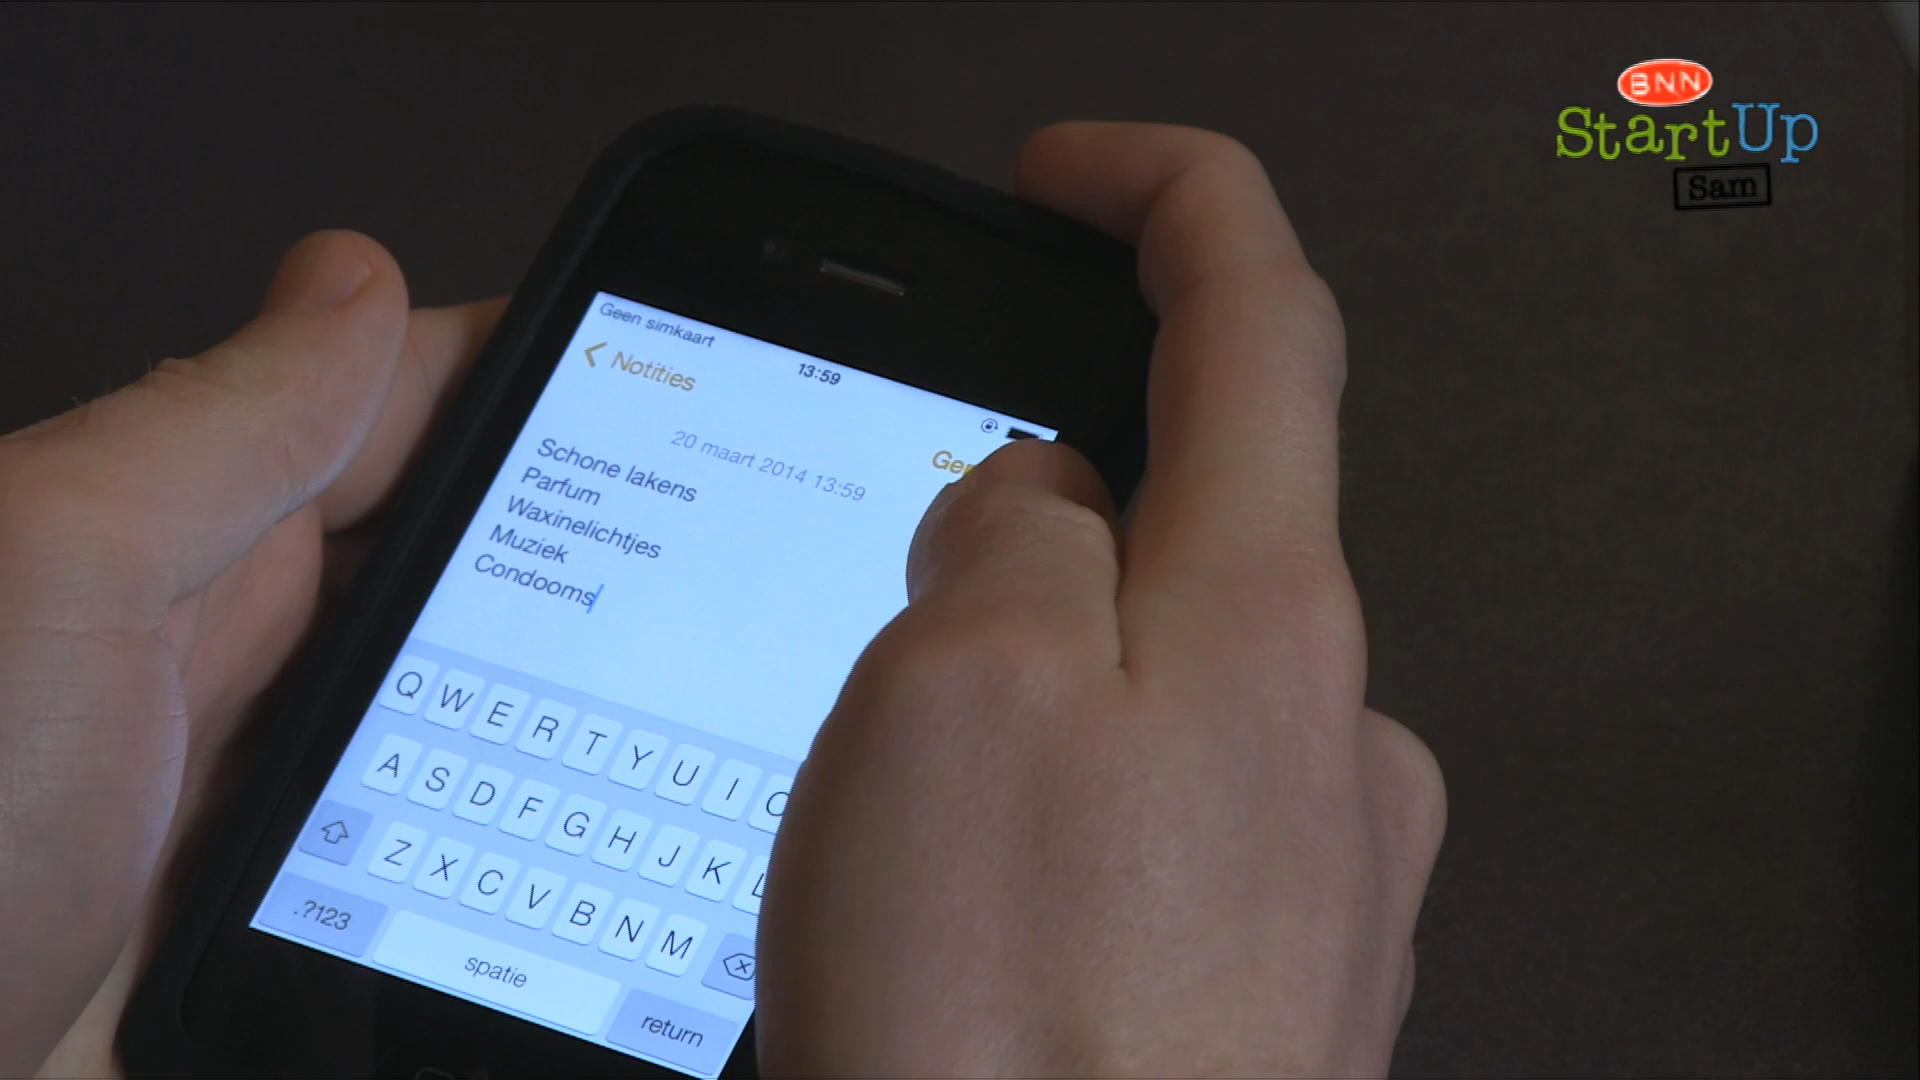 BNN
StartUp
Sam
Geen simkaart
13:59
Notities
20 maart 2014 13:59
Schone lakens
Parfum
Waxinelichtjes
Muziek
Condooms
Q W E R T Y U I
A S D F G H J K L
Z X C V B N M
.?123
spatie
return